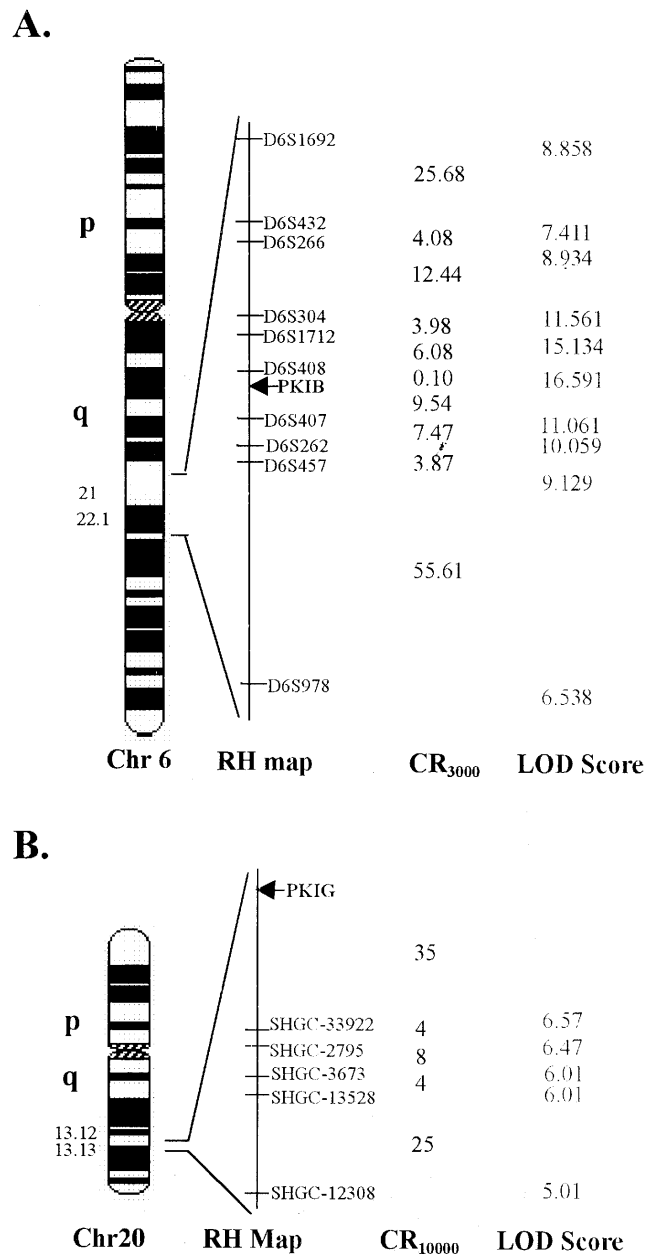 A.
D6S1692
8.858
25.68
p
D6S432
7.411
D6S266
4.08
8.934
12.44
D6S304
3.98
11.561
D6S1712
6.08
15.134
D6S408
0.10
16.591
PKIB
q
9.54
D6S407
7.47
11.061
D6S262
10.059
D6S457
3.87
9.129
21
22.1
55.61
D6S978
6.538
Chr 6 RH map CR3000 LOD Score
B.
PKIG
35
p
SHGC-33922 4 6.57
SHGC-2795 8 6.47
q
SHGC-3673 4 6.01
SHGC-13528 6.01
13.12
13.13
25
SHGC-12308 5.01
Chr20 RH Map CR10000 LOD Score